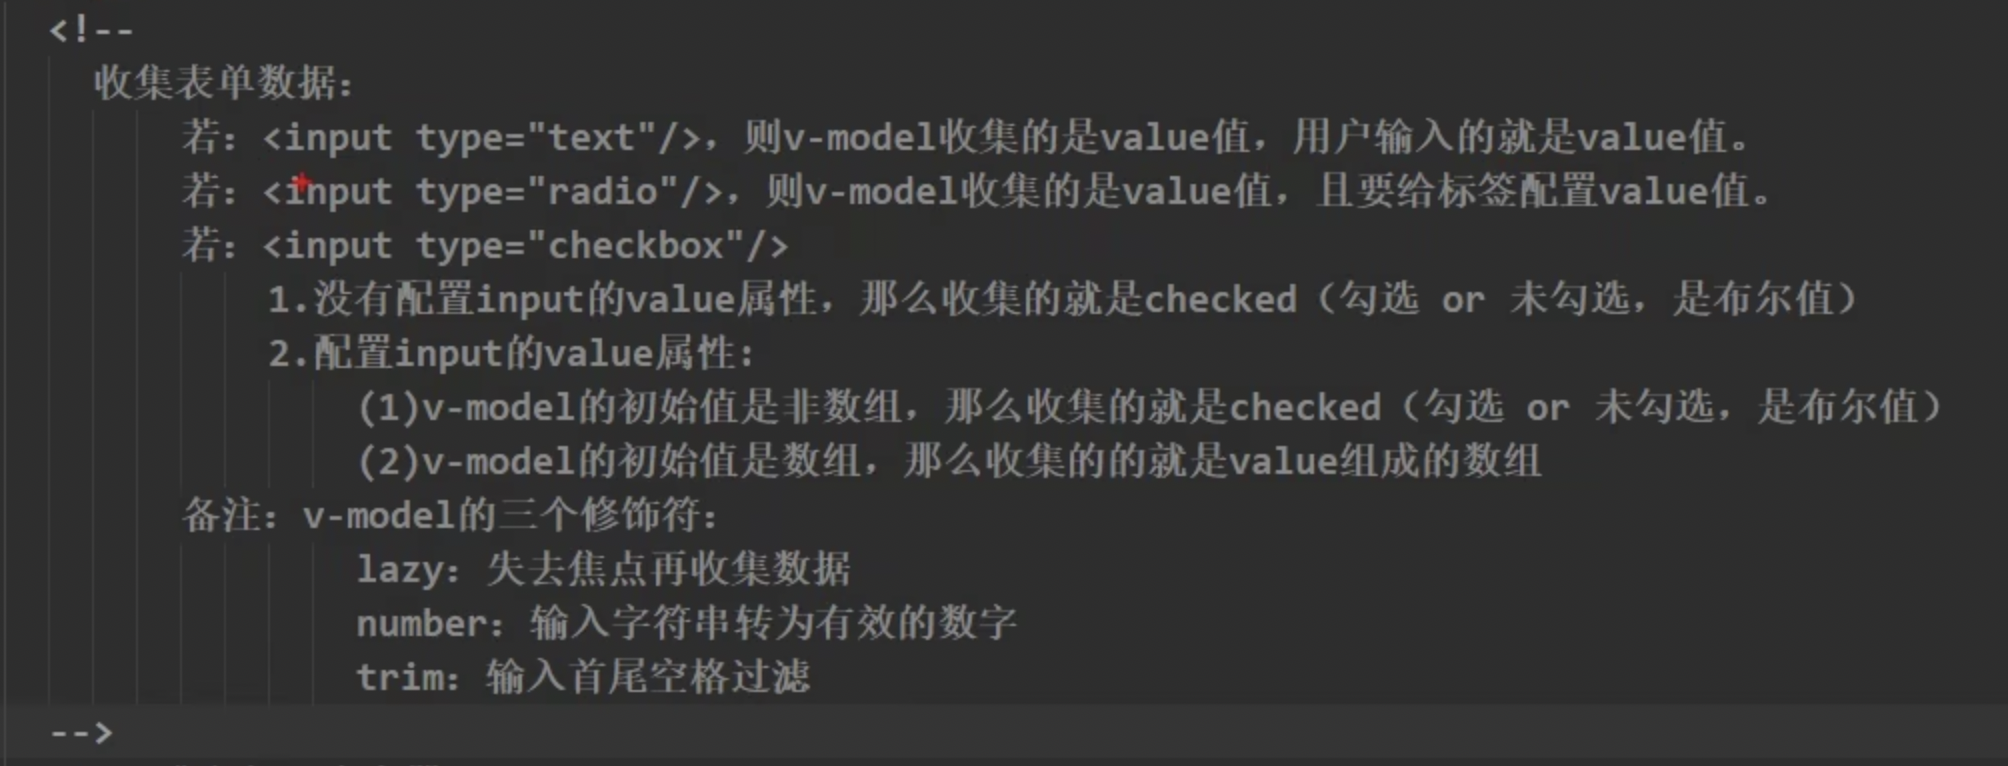 <!--
收集表单数据：
若：<input type="text"/>，则v-model收集的是value值，用户输入的就是value值。
若：<input type="radio"/>，则v-model收集的是value值，且要给标签配置value值。
若：<input type="checkbox"/>
1.没有配置input的value属性，那么收集的就是checked（勾选 or 未勾选，是布尔值）
2.配置input的value属性：
(1)v-model的初始值是非数组，那么收集的就是checked（勾选 or 未勾选，是布尔值）
(2)v-model的初始值是数组，那么收集的的就是value组成的数组
备注：v-model的三个修饰符：
lazy：失去焦点再收集数据
number：输入字符串转为有效的数字
trim：输入首尾空格过滤
-->